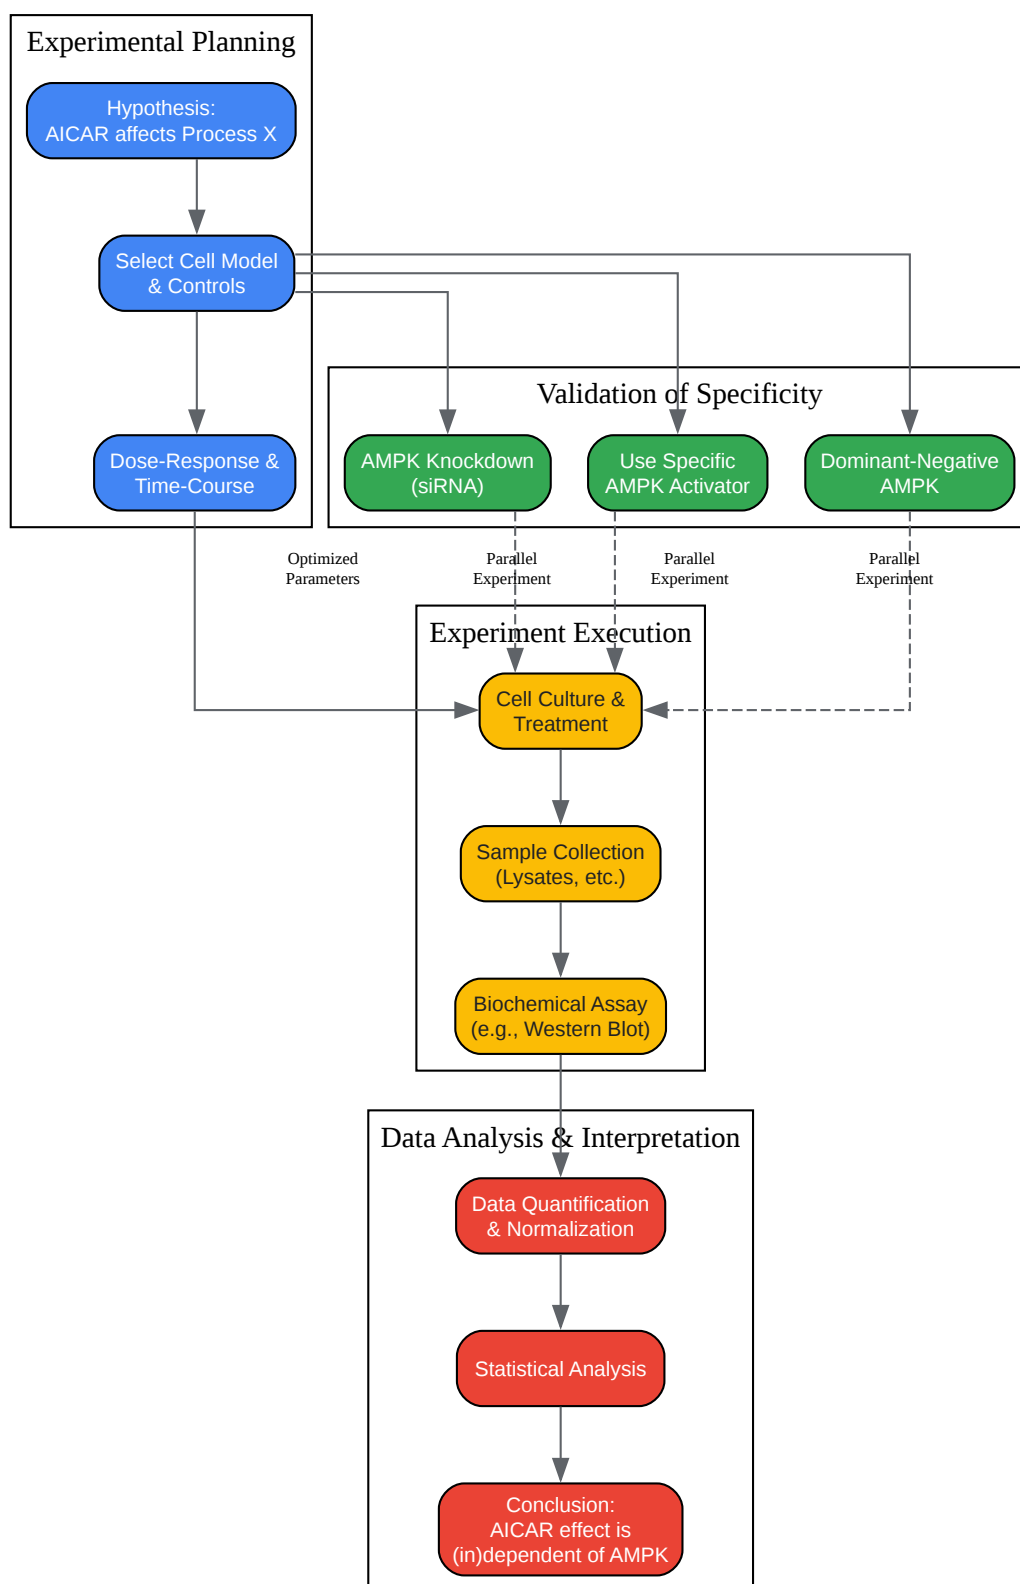 Experimental Planning
Hypothesis:
AICAR affects Process X
Select Cell Model
& Controls
Dose-Response &
Time-Course
Validation of Specificity
AMPK Knockdown
(siRNA)
Use Specific
AMPK Activator
Dominant-Negative
AMPK
Optimized
Parameters
Parallel
Experiment
Parallel
Experiment
Parallel
Experiment
Experiment Execution
Cell Culture &
Treatment
Sample Collection
(Lysates, etc.)
Biochemical Assay
(e.g., Western Blot)
Data Analysis & Interpretation
Data Quantification
& Normalization
Statistical Analysis
Conclusion:
AICAR effect is
(in)dependent of AMPK